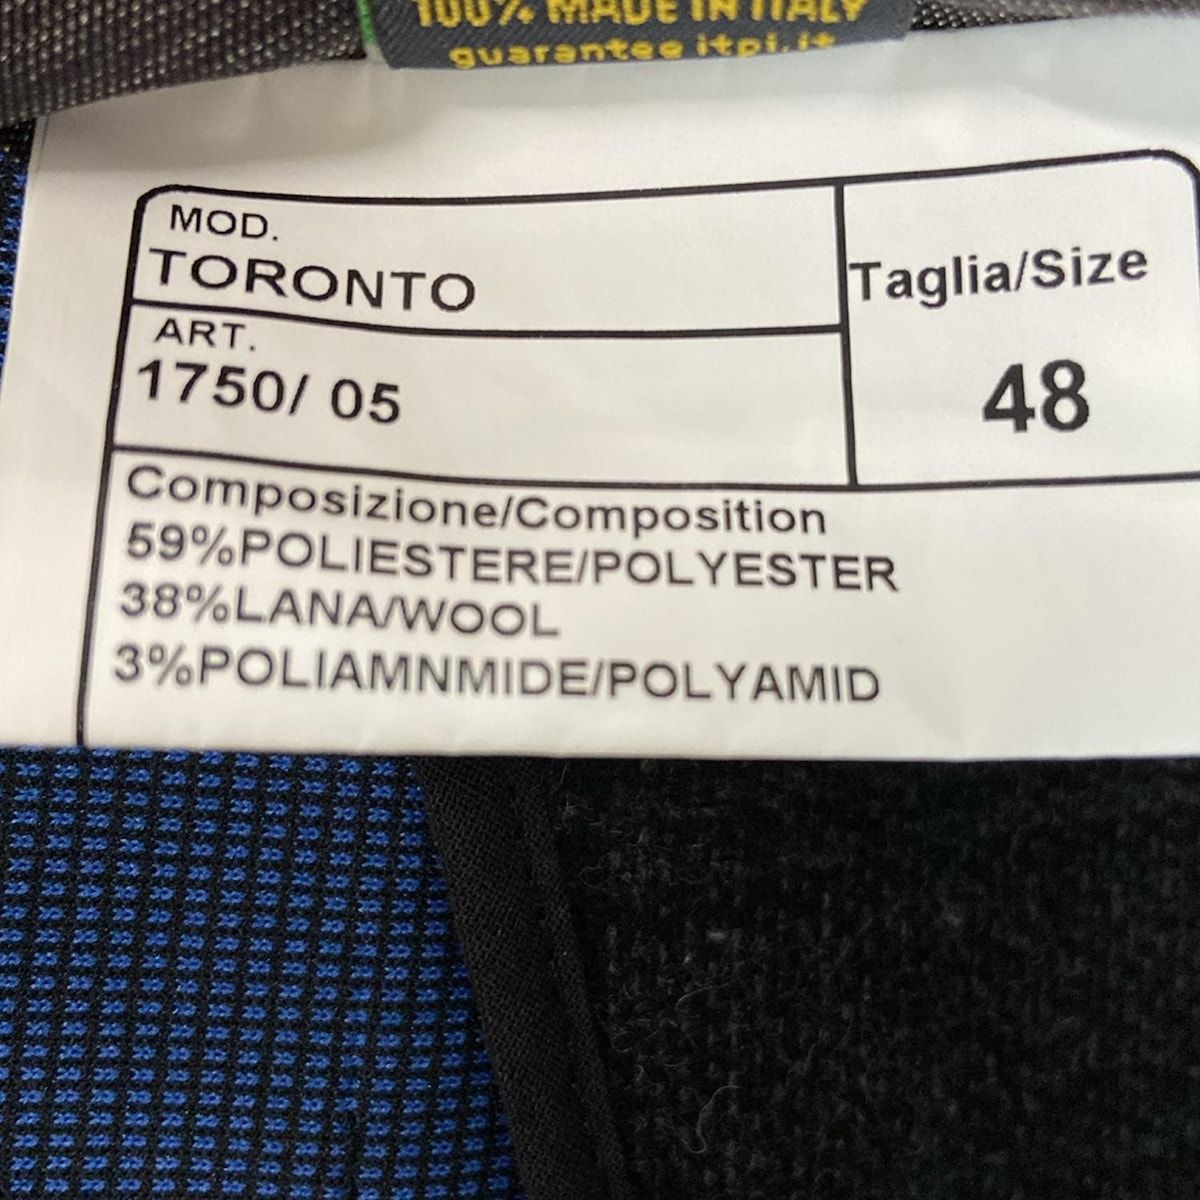 100% MADE IN ITALY
guarantee itpi.it
MOD.
TORONTO
Taglia/Size
ART.
1750/ 05
48
Composizione/Composition
59%POLIESTERE/POLYESTER
38%LANA/WOOL
3%POLIAMNMIDE/POLYAMID